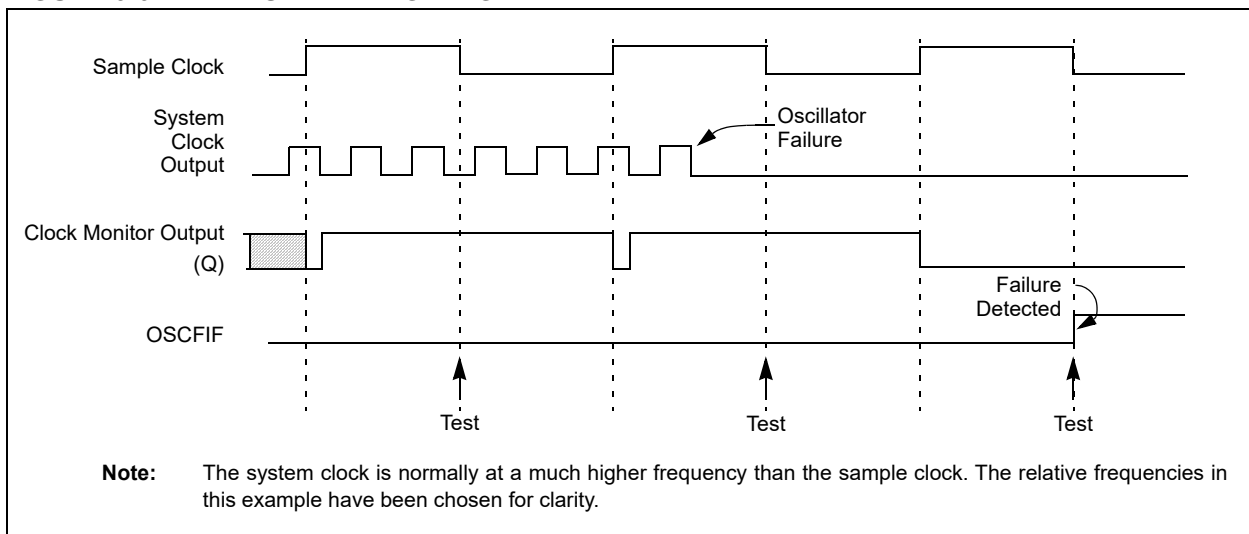 Sample Clock
System
Clock
Output
Oscillator
Failure
Clock Monitor Output
(Q)
Failure
Detected
OSCFIF
Test
Test
Test
Note: The system clock is normally at a much higher frequency than the sample clock. The relative frequencies in
this example have been chosen for clarity.